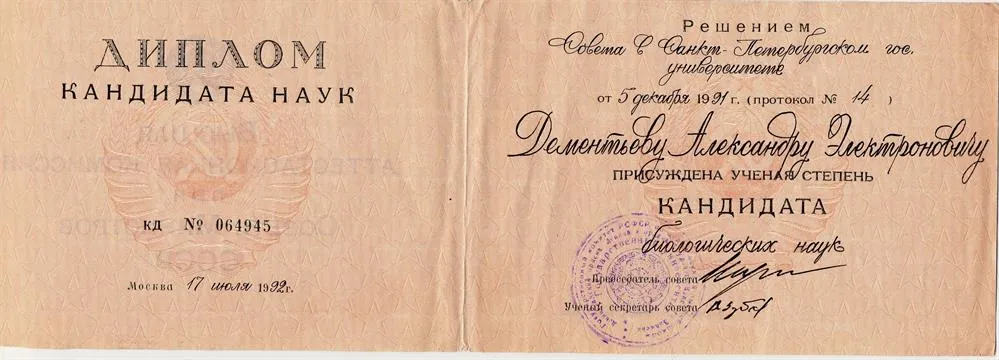 ДИПЛОМ
КАНДИДАТА НАУК
КД № 064945
Москва 17 июля 1992г.
Решением
Совета в Санкт-Петербургском гос.
университете
от 5 декабря 1991 г. (протокол № 14 )
Дементьеву Александру Электроновичу
ПРИСУЖДЕНА УЧЕНАЯ СТЕПЕНЬ
КАНДИДАТА
биологических наук
Председатель совета
Ученый секретарь совета